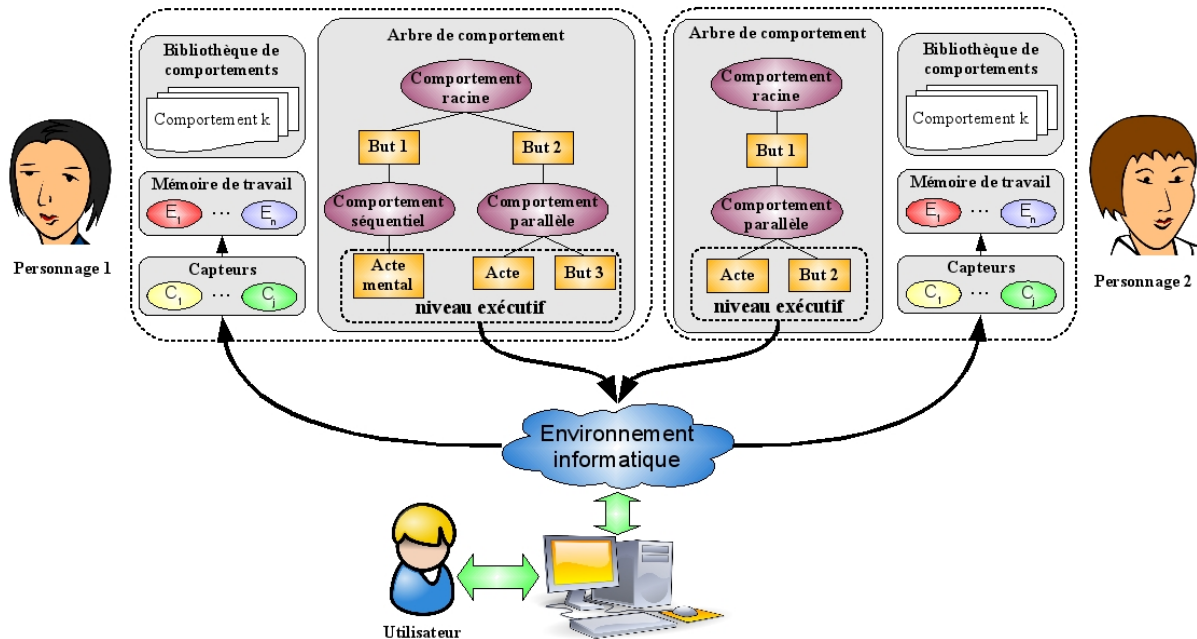 Bibliothèque de
comportements
Comportement k
Mémoire de travail
E1 ... En
Capteurs
C1 ... Cj
Personnage 1
Arbre de comportement
Comportement
racine
But 1
But 2
Comportement
séquentiel
Comportement
parallèle
Acte
mental
Acte
But 3
niveau exécutif
Arbre de comportement
Comportement
racine
But 1
Comportement
parallèle
Acte
But 2
niveau exécutif
Bibliothèque de
comportements
Comportement k
Mémoire de travail
E1 ... En
Capteurs
C1 ... Cj
Personnage 2
Environnement
informatique
Utilisateur